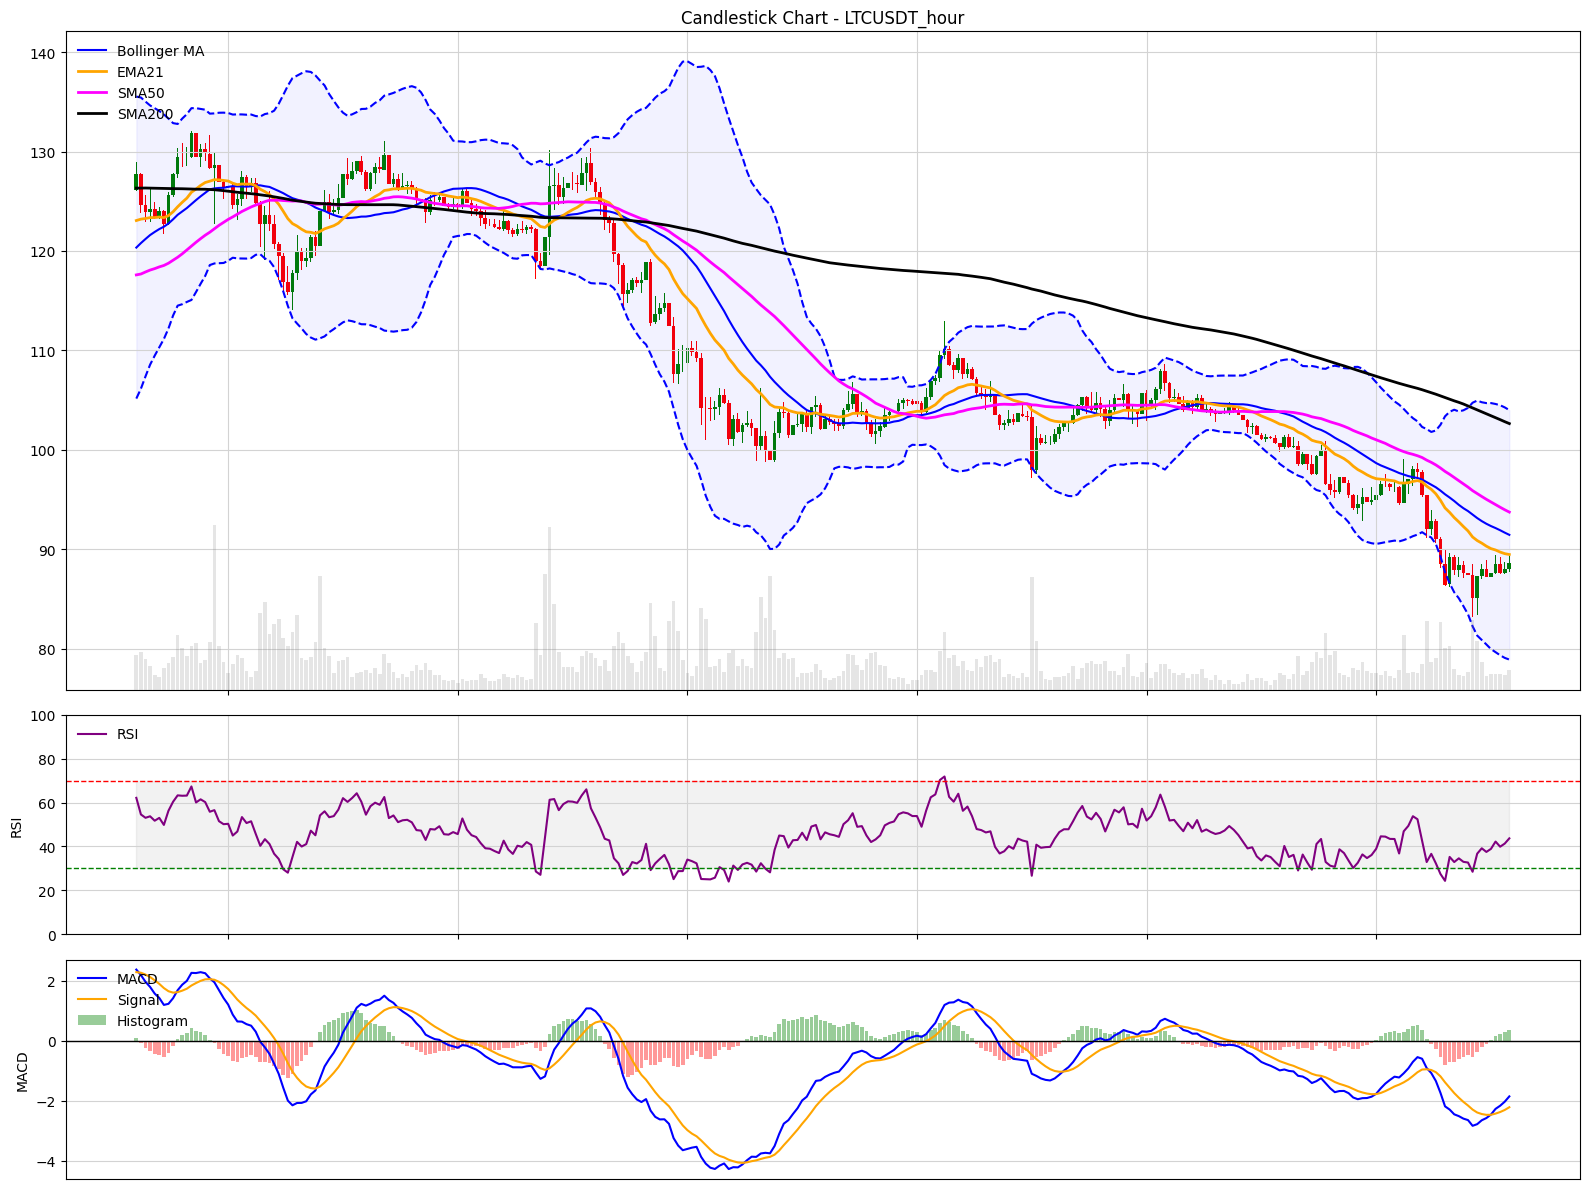 Candlestick Chart - LTCUSDT_hour
Bollinger MA
EMA21
SMA50
SMA200
140
130
120
110
100
90
80
RSI
RSI
100
80
60
40
20
0
MACD
Signal
Histogram
MACD
2
0
−2
−4